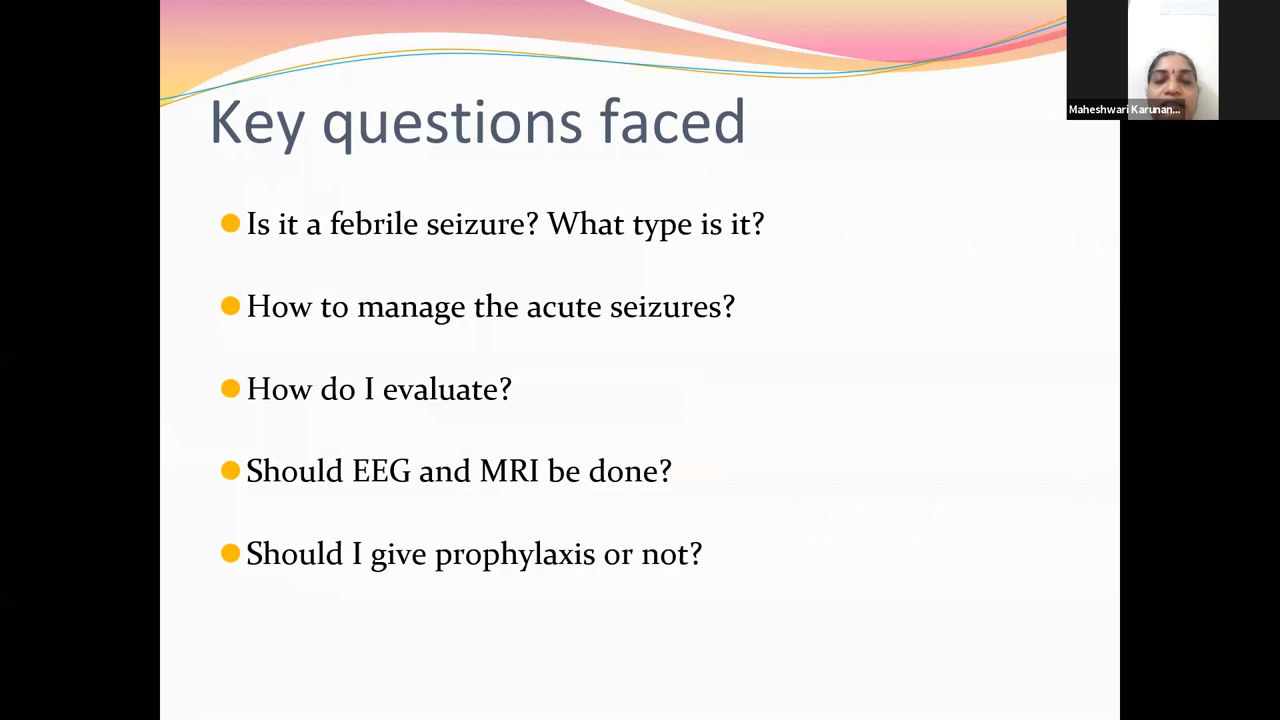 Maheshwari Karunan...
Key questions faced
Is it a febrile seizure? What type is it?
How to manage the acute seizures?
How do I evaluate?
Should EEG and MRI be done?
Should I give prophylaxis or not?